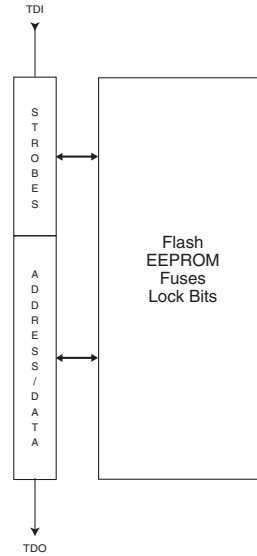 TDI
STROBES
ADDRESS/DATA
Flash
EEPROM
Fuses
Lock Bits
TDO